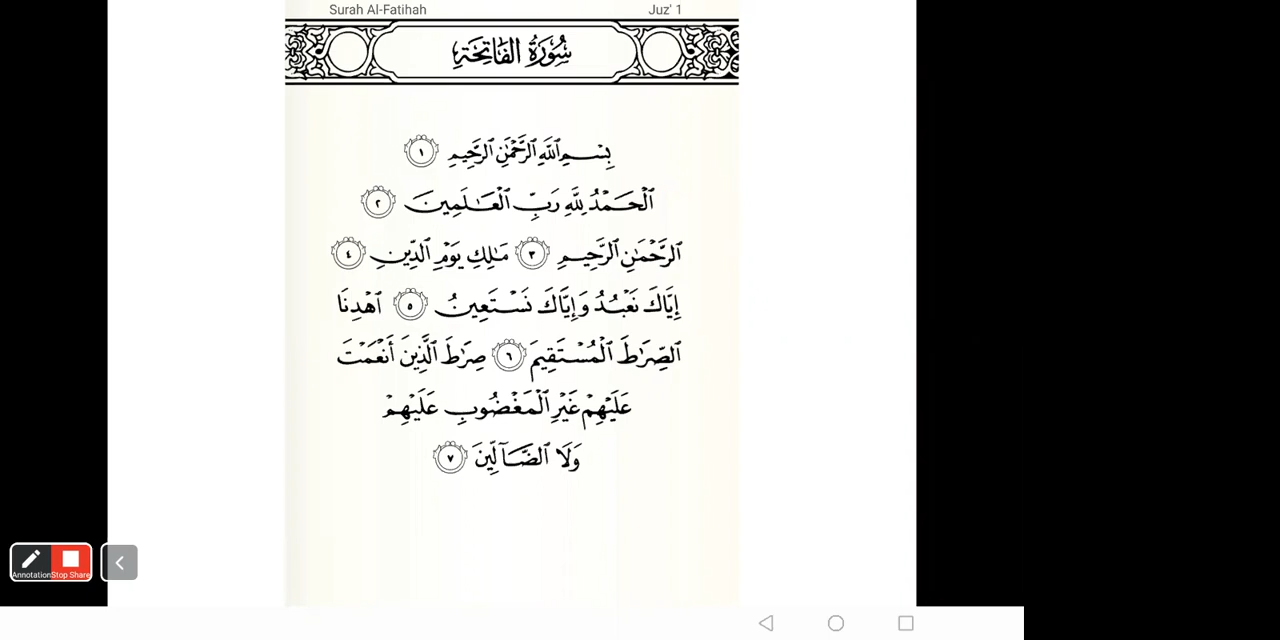 Surah Al-Fatihah Juz' 1
سُورَةُ الفَاتِحَةِ
بِسْمِ ٱللَّهِ ٱلرَّحْمَٰنِ ٱلرَّحِيمِ ١
ٱلْحَمْدُ لِلَّهِ رَبِّ ٱلْعَٰلَمِينَ ٢
ٱلرَّحْمَٰنِ ٱلرَّحِيمِ ٣ مَٰلِكِ يَوْمِ ٱلدِّينِ ٤
إِيَّاكَ نَعْبُدُ وَإِيَّاكَ نَسْتَعِينُ ٥ ٱهْدِنَا
ٱلصِّرَٰطَ ٱلْمُسْتَقِيمَ ٦ صِرَٰطَ ٱلَّذِينَ أَنْعَمْتَ
عَلَيْهِمْ غَيْرِ ٱلْمَغْضُوبِ عَلَيْهِمْ
وَلَا ٱلضَّآلِّينَ ٧
Annotation Stop Share